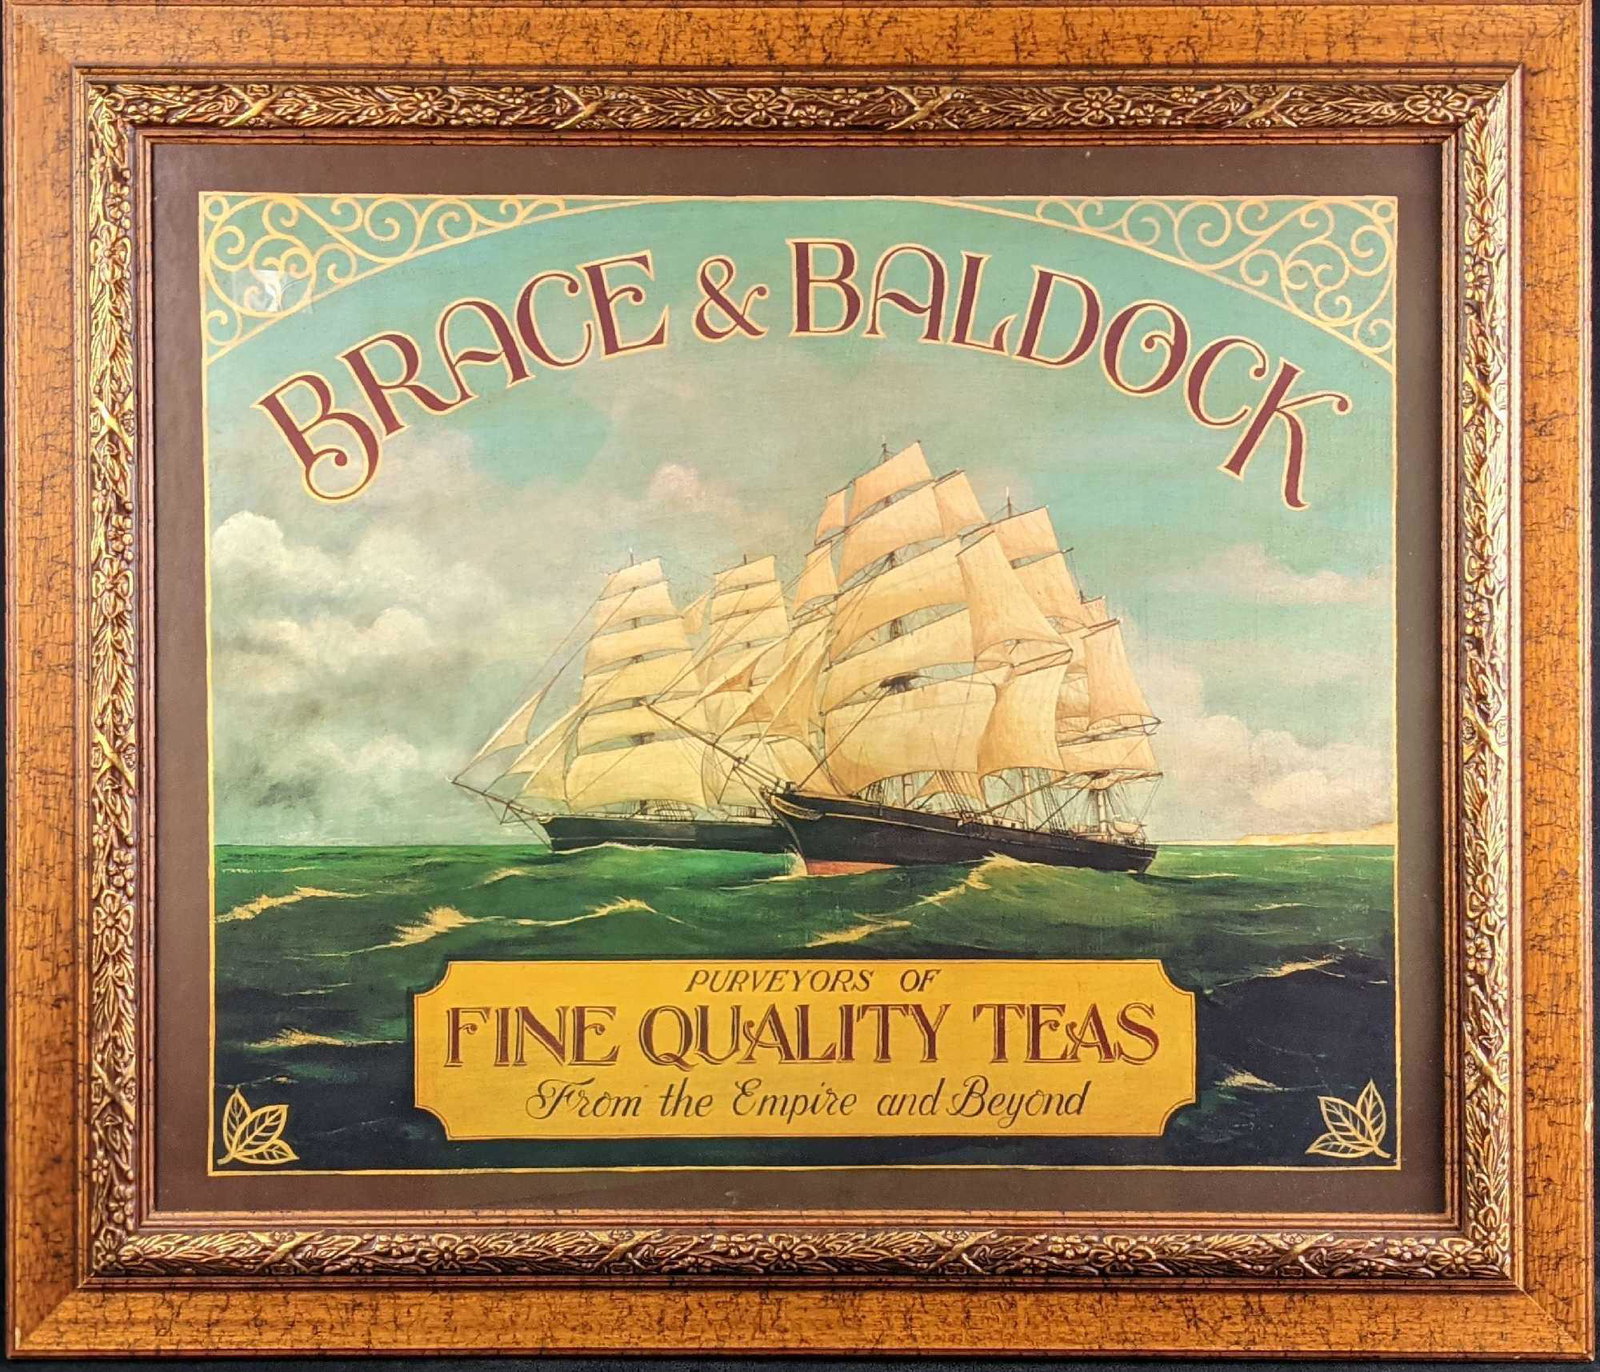 BRACE & BALDOCK
PURVEYORS OF
FINE QUALITY TEAS
From the Empire and Beyond